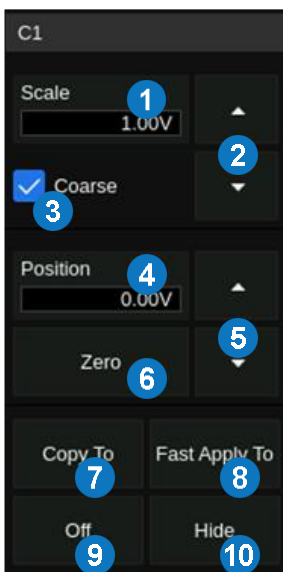 C1
Scale
1
1.00V
2
Coarse
3
Position
4
0.00V
5
Zero
6
Copy To
Fast Apply To
7
8
Off
Hide
9
10